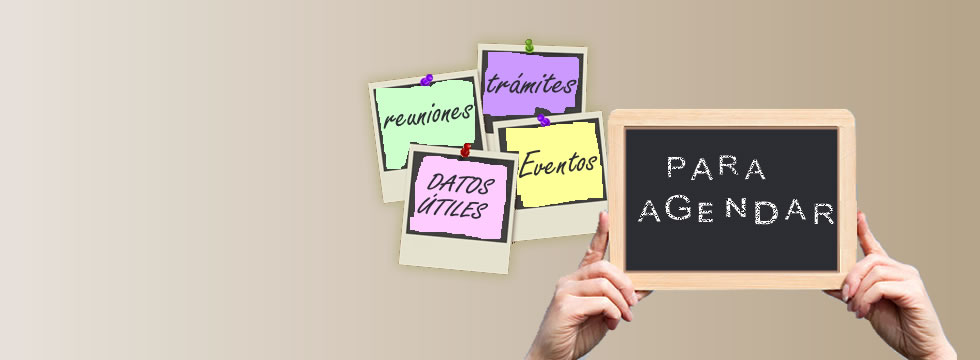 trámites
reuniones
Eventos
DATOS
ÚTILES
PARA
AGENDAR